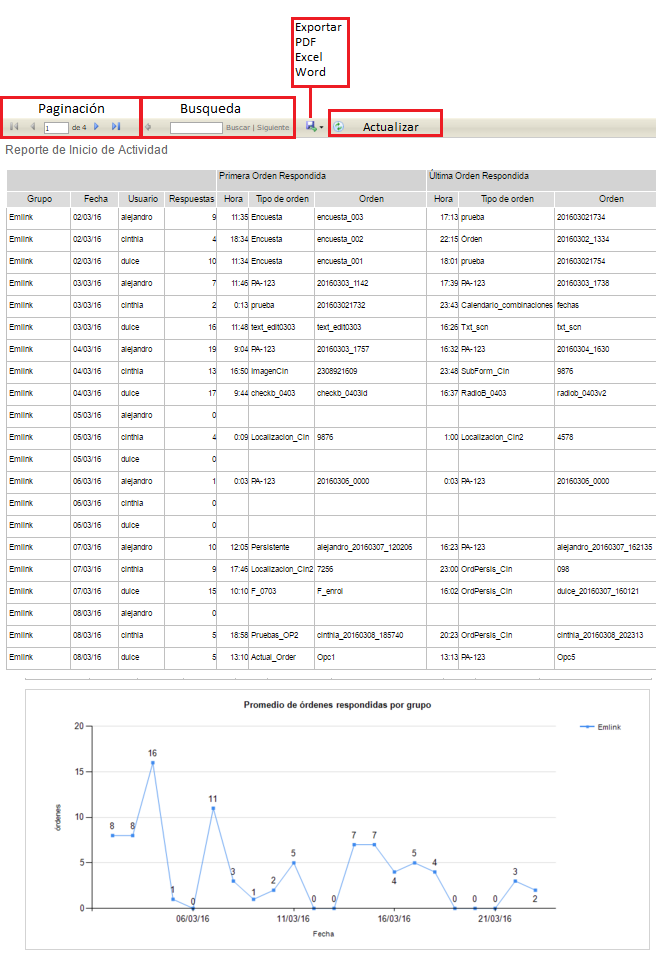 Exportar
PDF
Excel
Word
Paginación Busqueda
1 de 4 Buscar | Siguiente Actualizar
Reporte de Inicio de Actividad
Primera Orden Respondida Última Orden Respondida
Grupo Fecha Usuario Respuestas Hora Tipo de orden Orden Hora Tipo de orden Orden
Emlink 02/03/16 alejandro 9 11:35 Encuesta encuesta_003 17:13 prueba 201603021734
Emlink 02/03/16 cinthia 4 18:34 Encuesta encuesta_002 22:15 Orden 20160302_1334
Emlink 02/03/16 dulce 10 11:34 Encuesta encuesta_001 18:01 prueba 201603021754
Emlink 03/03/16 alejandro 7 11:46 PA-123 20160303_1142 17:39 PA-123 20160303_1738
Emlink 03/03/16 cinthia 2 0:13 prueba 201603021732 23:43 Calendario_combinaciones fechas
Emlink 03/03/16 dulce 16 11:48 text_edit0303 text_edit0303 16:26 Txt_scn txt_scn
Emlink 04/03/16 alejandro 19 9:04 PA-123 20160303_1757 16:32 PA-123 20160304_1630
Emlink 04/03/16 cinthia 13 16:50 ImagenCin 2308921609 23:48 SubForm_Cin 9876
Emlink 04/03/16 dulce 17 9:44 checkb_0403 checkb_0403id 16:37 RadioB_0403 radiob_0403v2
Emlink 05/03/16 alejandro 0
Emlink 05/03/16 cinthia 4 0:09 Localizacion_Cin 9876 1:00 Localizacion_Cin2 4578
Emlink 05/03/16 dulce 0
Emlink 06/03/16 alejandro 1 0:03 PA-123 20160306_0000 0:03 PA-123 20160306_0000
Emlink 06/03/16 cinthia 0
Emlink 06/03/16 dulce 0
Emlink 07/03/16 alejandro 10 12:05 Persistente alejandro_20160307_120206 16:23 PA-123 alejandro_20160307_162135
Emlink 07/03/16 cinthia 9 17:46 Localizacion_Cin2 7256 23:00 OrdPersis_Cin 098
Emlink 07/03/16 dulce 15 10:10 F_0703 F_enrol 16:02 OrdPersis_Cin dulce_20160307_160121
Emlink 08/03/16 alejandro 0
Emlink 08/03/16 cinthia 5 18:58 Pruebas_OP2 cinthia_20160308_185740 20:23 OrdPersis_Cin cinthia_20160308_202313
Emlink 08/03/16 dulce 5 13:10 Actual_Order Opc1 13:13 PA-123 Opc5
Promedio de órdenes respondidas por grupo
Emlink
20
15
10
5
0
órdenes
8 8 16 1 0 11 3 1 2 5 0 0 7 7 4 5 4 0 0 0 3 2
06/03/16 11/03/16 16/03/16 21/03/16
Fecha